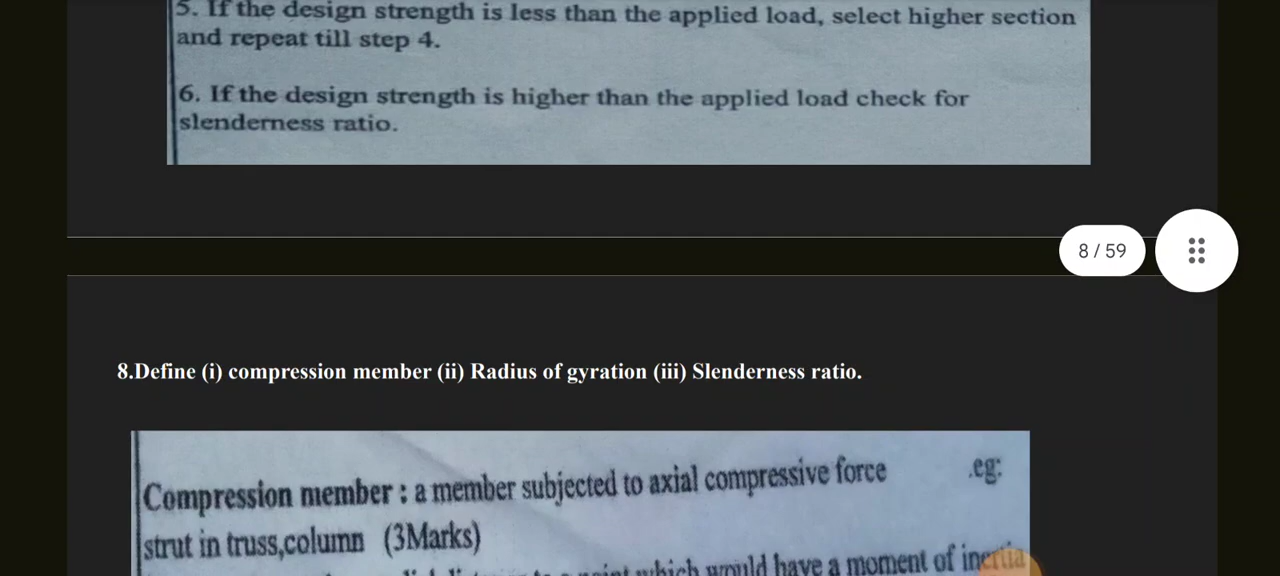 5. If the design strength is less than the applied load, select higher section
and repeat till step 4.
6. If the design strength is higher than the applied load check for
slenderness ratio.
8 / 59
8.Define (i) compression member (ii) Radius of gyration (iii) Slenderness ratio.
Compression member : a member subjected to axial compressive force .eg:
strut in truss,column (3Marks)
point which would have a moment of inertia